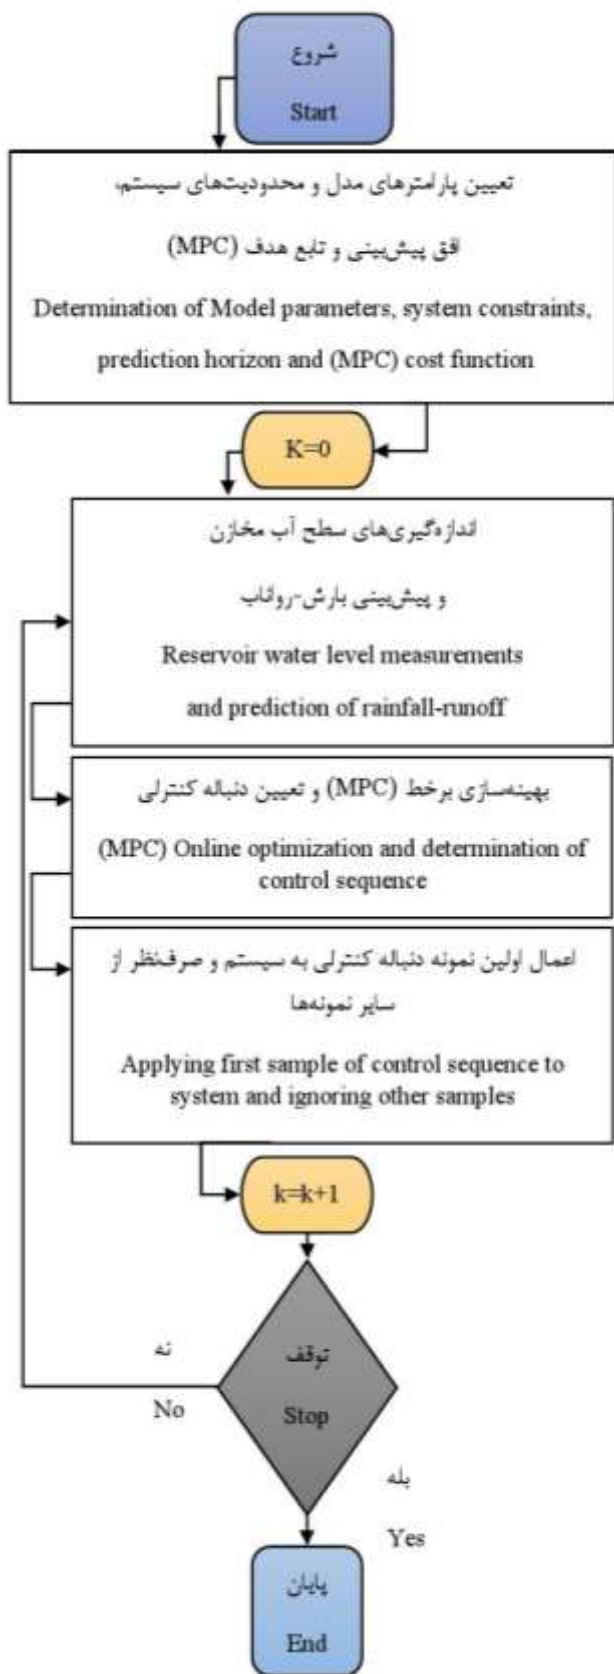 شروع
Start
تعیین پارامترهای مدل و محدودیت‌های سیستم،
افق پیش‌بینی و تابع هدف (MPC)
Determination of Model parameters, system constraints,
prediction horizon and (MPC) cost function
K=0
اندازه‌گیری‌های سطح آب مخازن
و پیش‌بینی بارش-رواناب
Reservoir water level measurements
and prediction of rainfall-runoff
بهینه‌سازی برخط (MPC) و تعیین دنباله کنترلی
(MPC) Online optimization and determination of
control sequence
اعمال اولین نمونه دنباله کنترلی به سیستم و صرف‌نظر از
سایر نمونه‌ها
Applying first sample of control sequence to
system and ignoring other samples
k=k+1
توقف
Stop
نه
No
بله
Yes
پایان
End